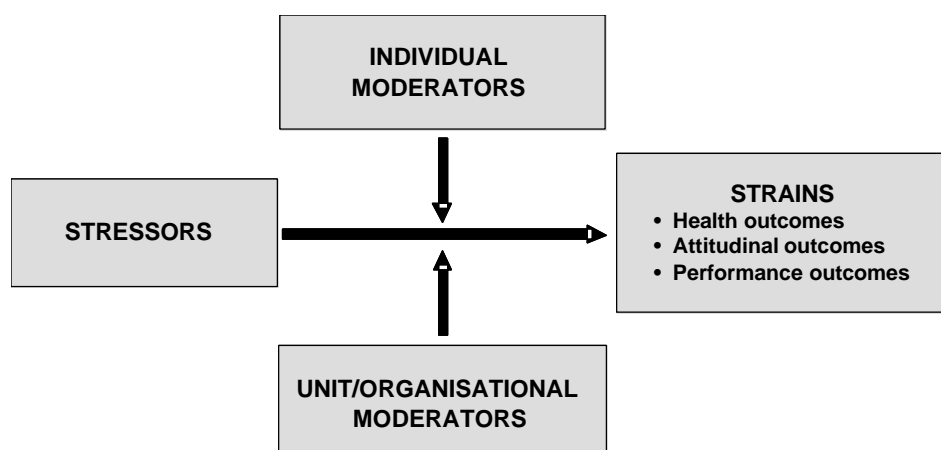 INDIVIDUAL
MODERATORS
STRESSORS
STRAINS
• Health outcomes
• Attitudinal outcomes
• Performance outcomes
UNIT/ORGANISATIONAL
MODERATORS